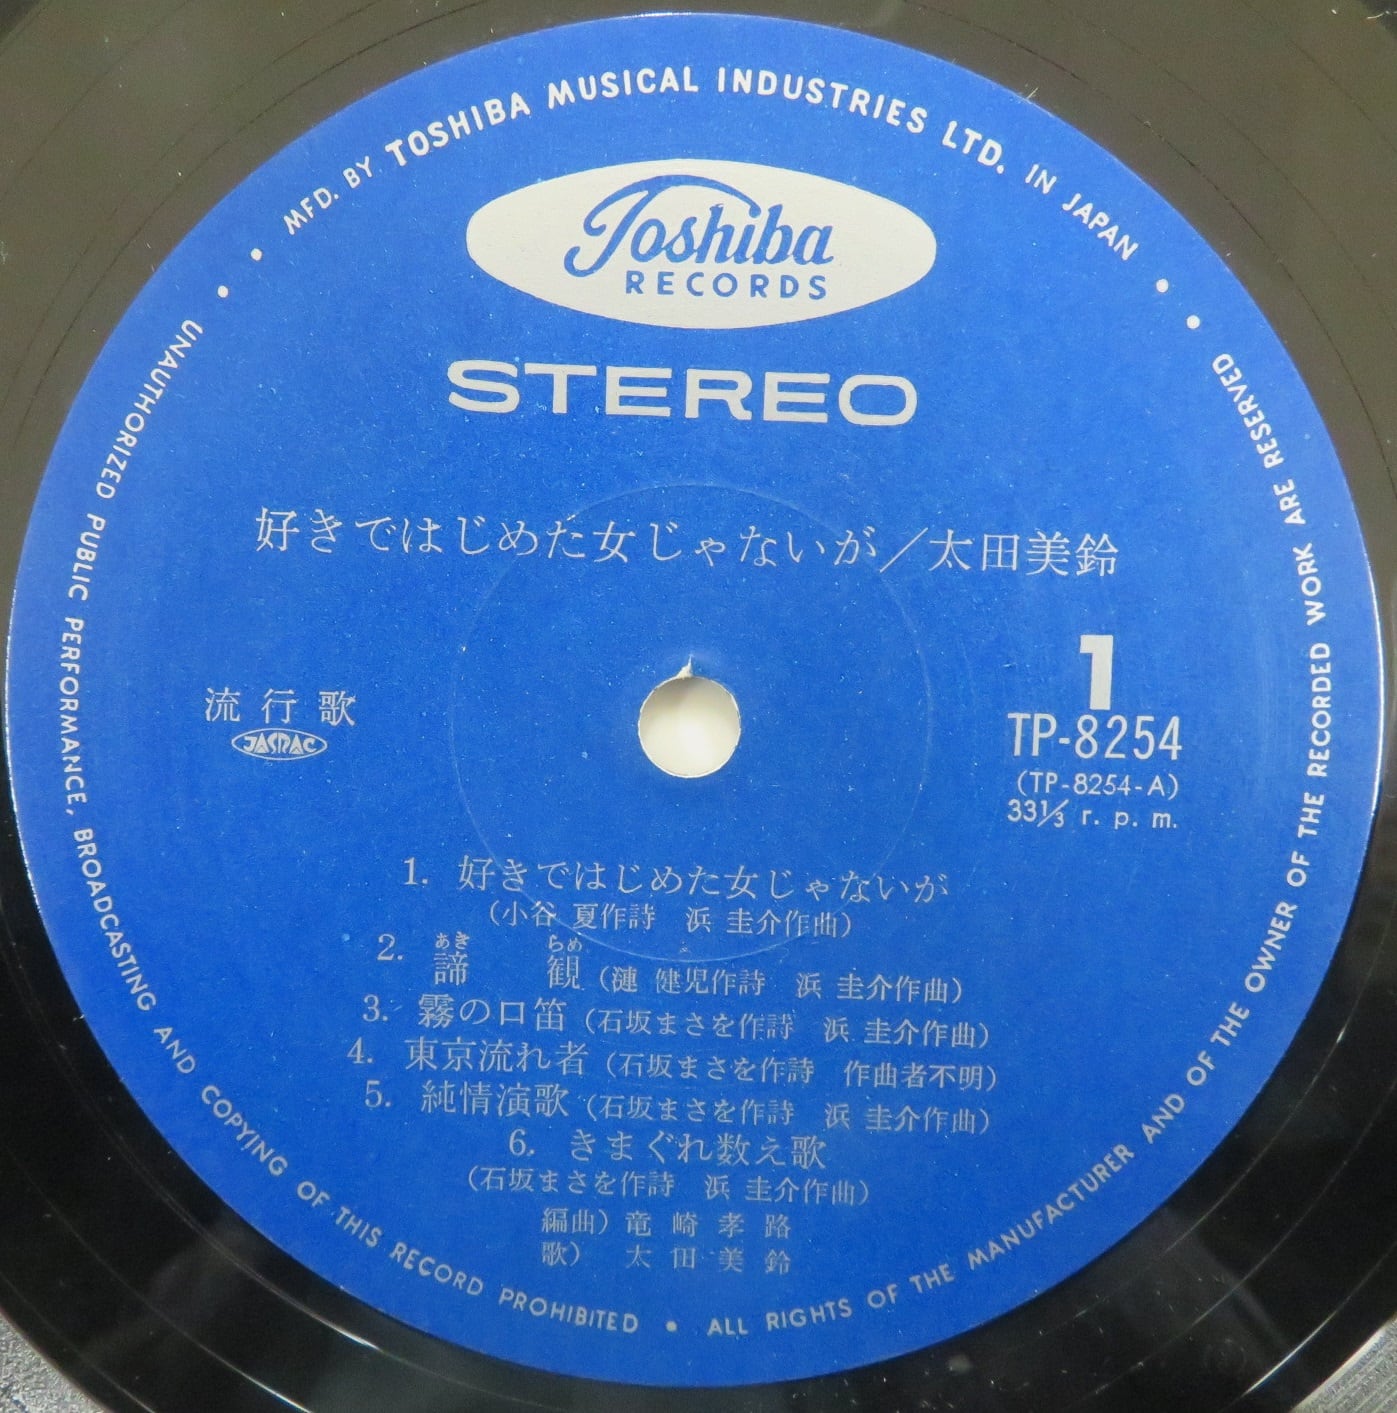 MFD. BY TOSHIBA MUSICAL INDUSTRIES LTD. IN JAPAN
Toshiba
RECORDS
STEREO
好きではじめた女じゃないが／太田美鈴
流行歌
JASRAC
1
TP-8254
(TP-8254-A)
33⅓ r. p. m.
1. 好きではじめた女じゃないが
(小谷 夏作詩 浜 圭介作曲)
2. 諦観 (漣 健児作詩 浜 圭介作曲)
あき らめ
3. 霧の口笛 (石坂まさを作詩 浜 圭介作曲)
4. 東京流れ者 (石坂まさを作詩 作曲者不明)
5. 純情演歌 (石坂まさを作詩 浜 圭介作曲)
6. きまぐれ数え歌
(石坂まさを作詩 浜 圭介作曲)
編曲) 竜崎孝路
歌) 太田美鈴
UNAUTHORIZED PUBLIC PERFORMANCE, BROADCASTING AND COPYING OF THIS RECORD PROHIBITED • ALL RIGHTS OF THE MANUFACTURER AND OF THE OWNER OF THE RECORDED WORK ARE RESERVED